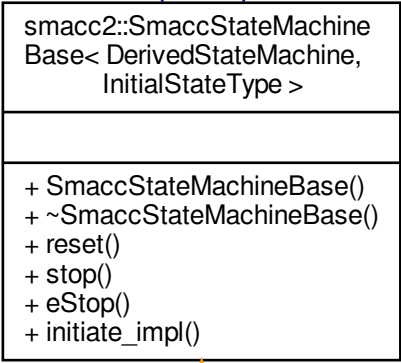 smacc2::SmaccStateMachine
Base< DerivedStateMachine,
InitialStateType >
+ SmaccStateMachineBase()
+ ~SmaccStateMachineBase()
+ reset()
+ stop()
+ eStop()
+ initiate_impl()